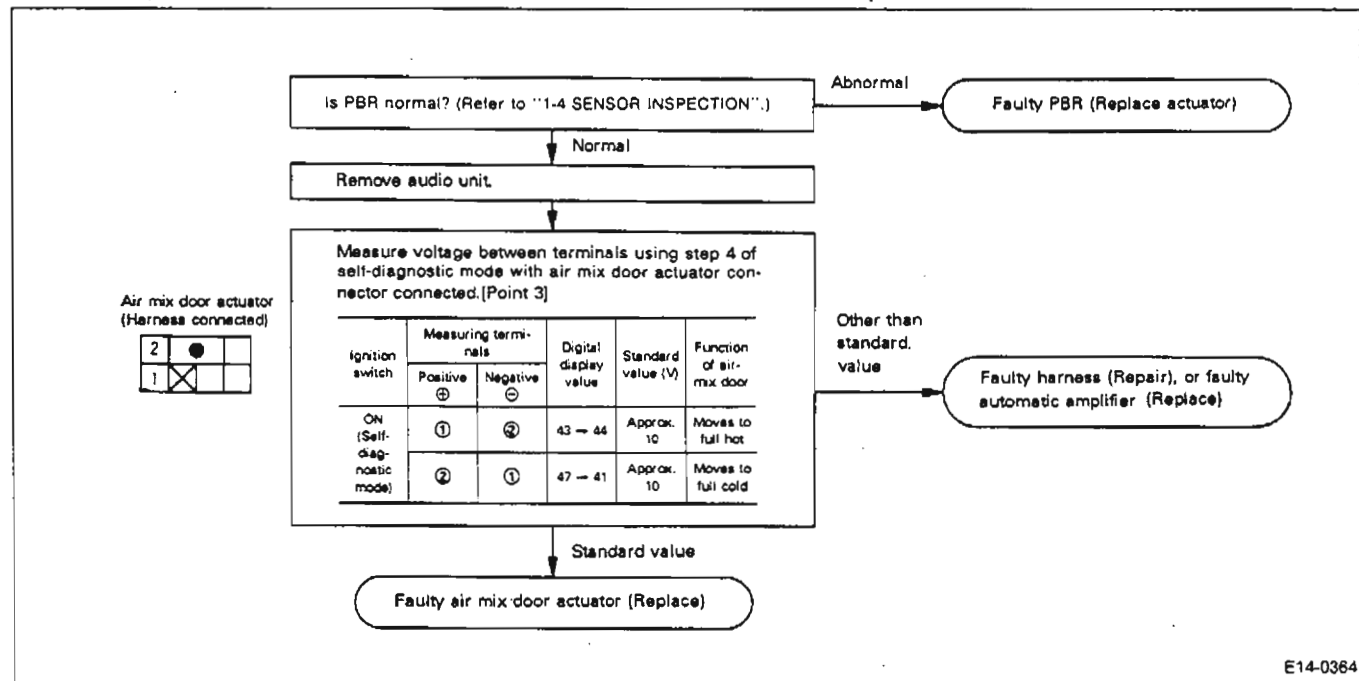 Is PBR normal? (Refer to "1-4 SENSOR INSPECTION".)
Abnormal
Faulty PBR (Replace actuator)
Normal
Remove audio unit.
Measure voltage between terminals using step 4 of
self-diagnostic mode with air mix door actuator con-
nector connected.[Point 3]
Air mix door actuator
(Harness connected)
2
1
Ignition
switch
Measuring termi-
nals
Positive
⊕
Negative
⊖
Digital
display
value
Standard
value (V)
Function
of air-
mix door
ON
(Self-
diag-
nostic
mode)
① ② 43 → 44 Approx.
10 Moves to
full hot
② ① 47 → 41 Approx.
10 Moves to
full cold
Other than
standard.
value
Faulty harness (Repair), or faulty
automatic amplifier (Replace)
Standard value
Faulty air mix door actuator (Replace)
E14-0364